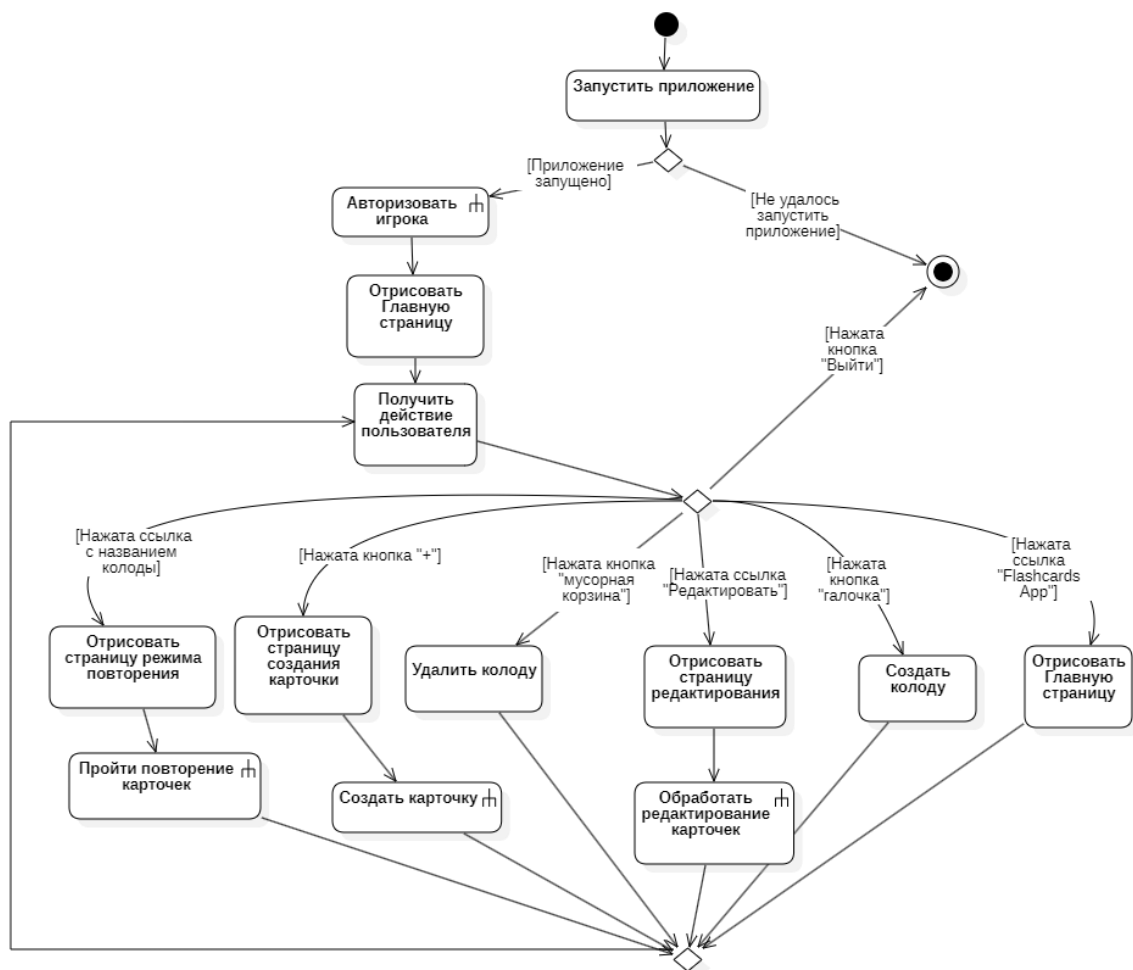 Запустить приложение
[Приложение
запущено]
[Не удалось
запустить
приложение]
Авторизовать
игрока
Отрисовать
Главную
страницу
[Нажата
кнопка
"Выйти"]
Получить
действие
пользователя
[Нажата ссылка
с названием
колоды]
[Нажата кнопка "+"]
[Нажата кнопка
"мусорная
корзина"]
[Нажата ссылка
"Редактировать"]
[Нажата
кнопка
"галочка"]
[Нажата
ссылка
"Flashcards
App"]
Отрисовать
страницу режима
повторения
Отрисовать
страницу
создания
карточки
Удалить колоду
Отрисовать
страницу
редактирования
Создать
колоду
Отрисовать
Главную
страницу
Пройти повторение
карточек
Создать карточку
Обработать
редактирование
карточек